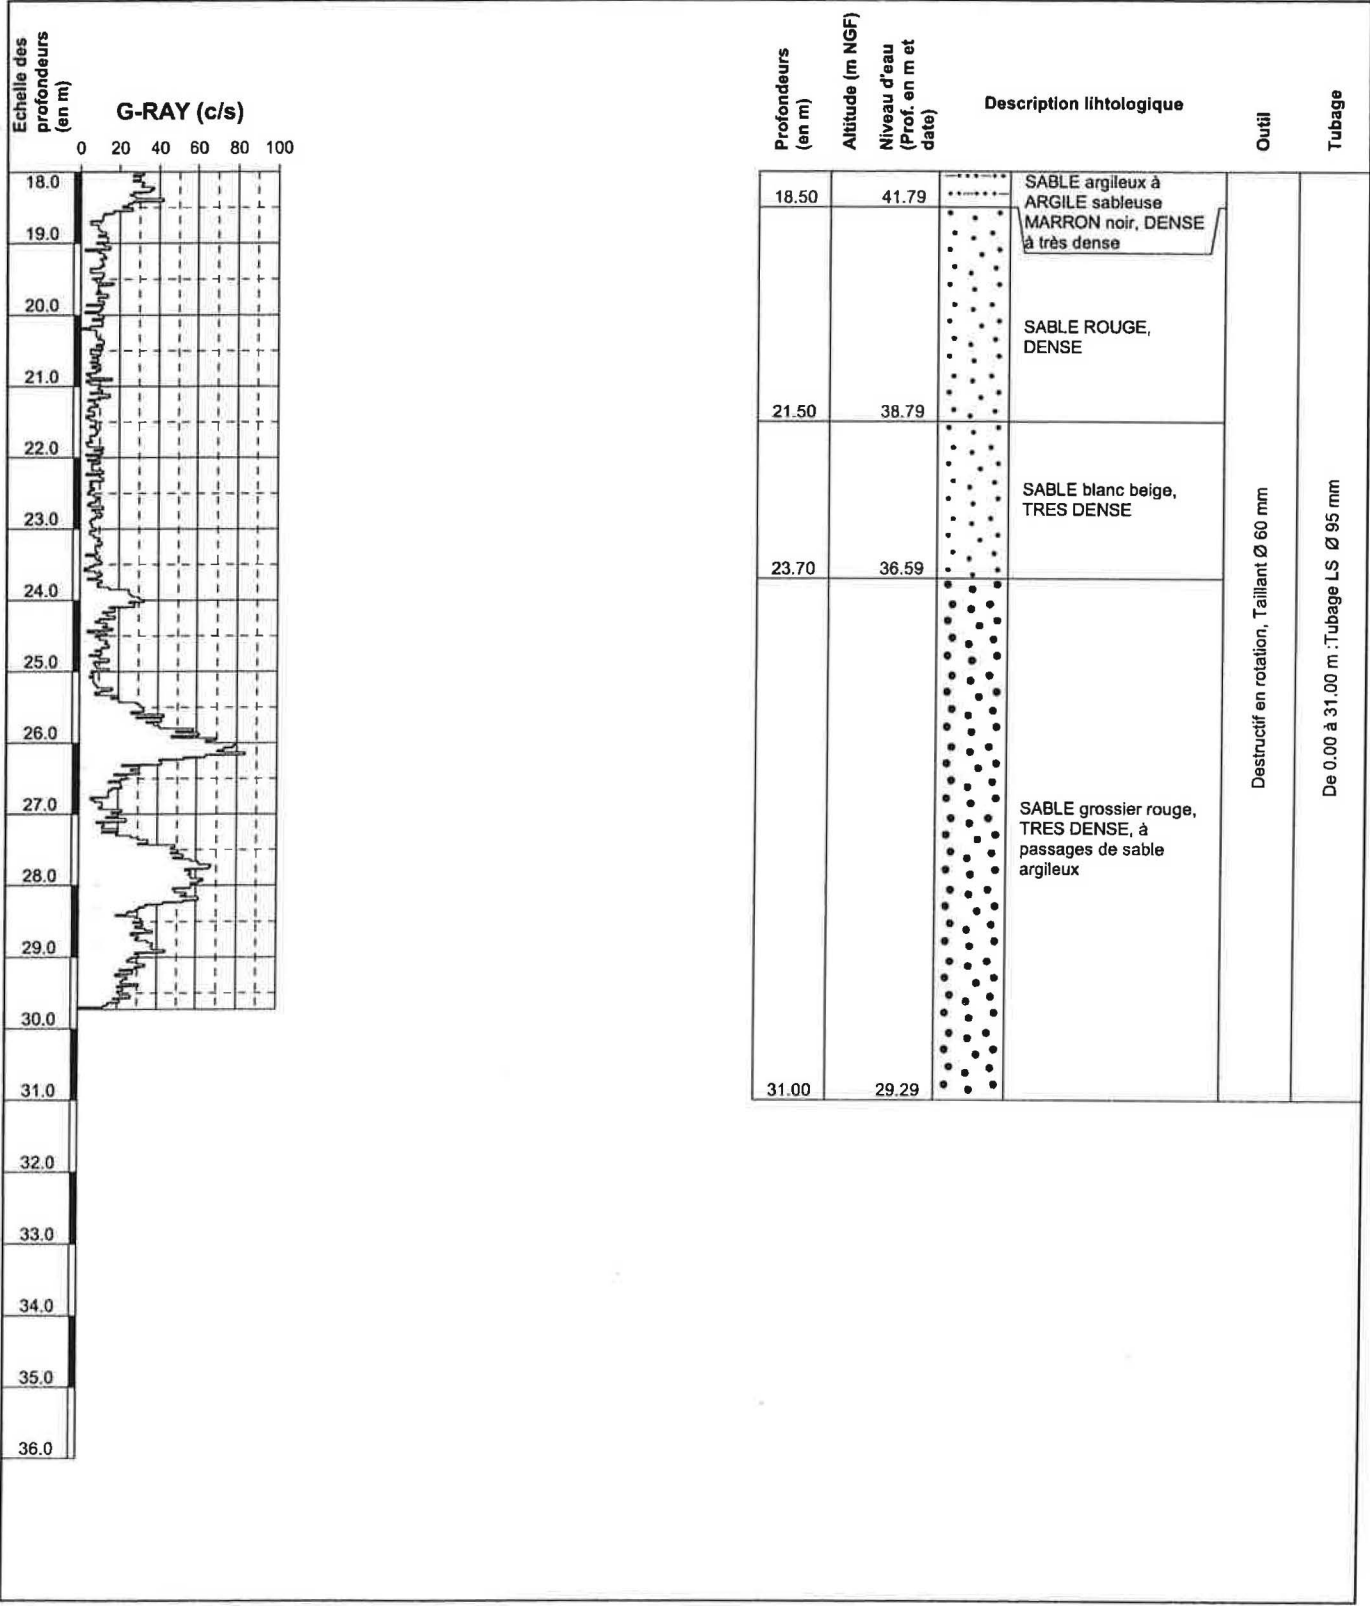 Echelle des
profondeurs
(en m)
G-RAY (c/s)
0 20 40 60 80 100
18.0
19.0
20.0
21.0
22.0
23.0
24.0
25.0
26.0
27.0
28.0
29.0
30.0
31.0
32.0
33.0
34.0
35.0
36.0
Profondeurs
(en m)
Altitude (m NGF)
Niveau d'eau
(Prof. en m et
date)
Description lihtologique
Outil
Tubage
18.50 41.79
SABLE argileux à
ARGILE sableuse
MARRON noir, DENSE
à très dense
SABLE ROUGE,
DENSE
21.50 38.79
SABLE blanc beige,
TRES DENSE
23.70 36.59
SABLE grossier rouge,
TRES DENSE, à
passages de sable
argileux
31.00 29.29
Destructif en rotation, Taillant Ø 60 mm
De 0.00 à 31.00 m :Tubage LS Ø 95 mm